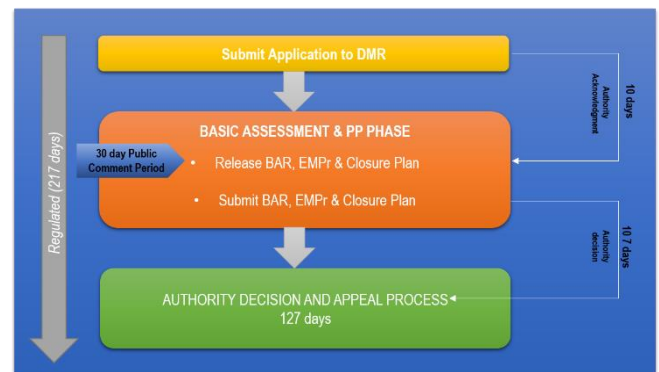 Submit Application to DMR
10 days
Authority
Acknowledgment
Regulated (217 days)
BASIC ASSESSMENT & PP PHASE
30 day Public
Comment Period
• Release BAR, EMPr & Closure Plan
• Submit BAR, EMPr & Closure Plan
10 7 days
Authority
decision
AUTHORITY DECISION AND APPEAL PROCESS
127 days